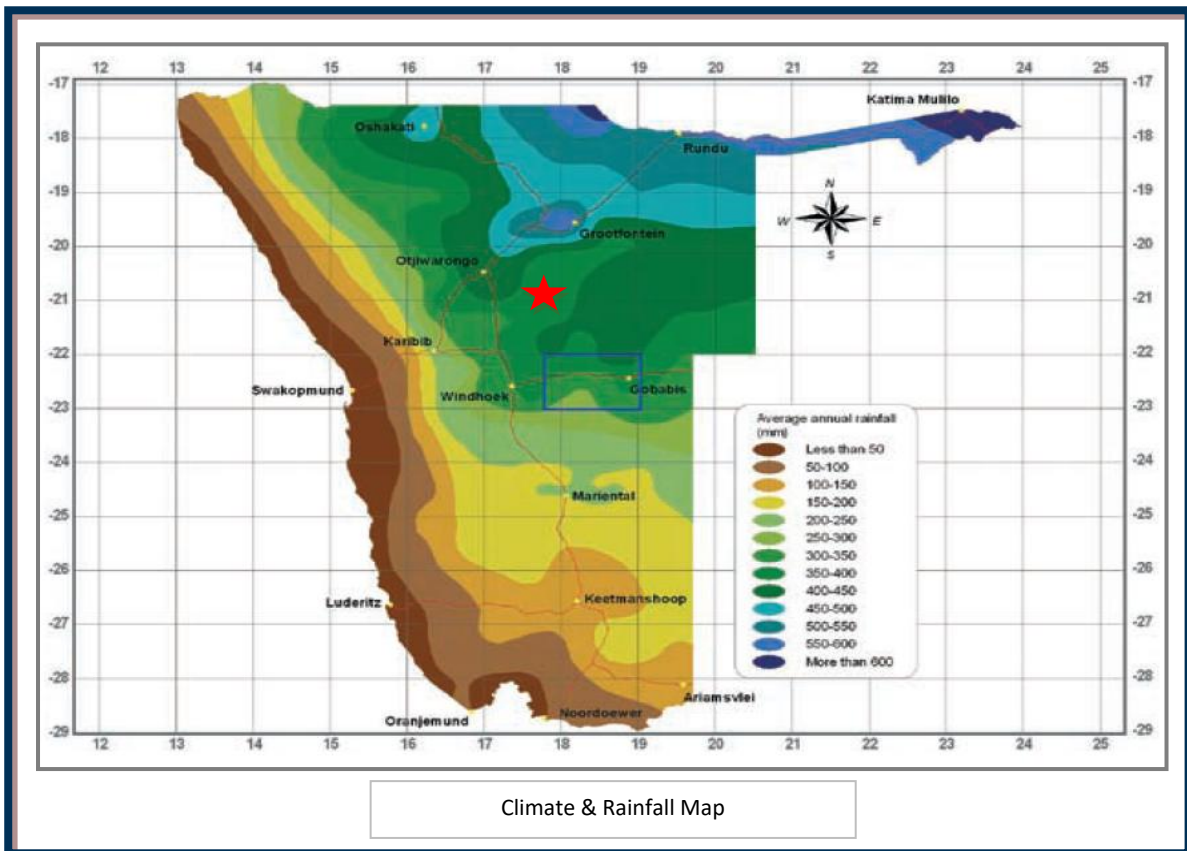 12 13 14 15 16 17 18 19 20 21 22 23 24 25
-17 -17
Katima Mulilo
Oshakati
-18 -18
Rundu
-19 -19
N
W E
S
Grootfortein
-20 -20
Otjiwarongo
-21 -21
Karibib
-22 -22
Swakopmund
Windhoek
Gobabis
-23 -23
Average annual rainfall
(mm)
Less than 50
50-100
100-150
150-200
200-250
250-300
300-350
350-400
400-450
450-500
500-550
550-600
More than 600
-24 -24
Mariental
-25 -25
-26 -26
Luderitz
Keetmanshoop
-27 -27
-28 -28
Ariamsvlei
Oranjemund
Noordoewer
-29 -29
12 13 14 15 16 17 18 19 20 21 22 23 24 25
Climate & Rainfall Map